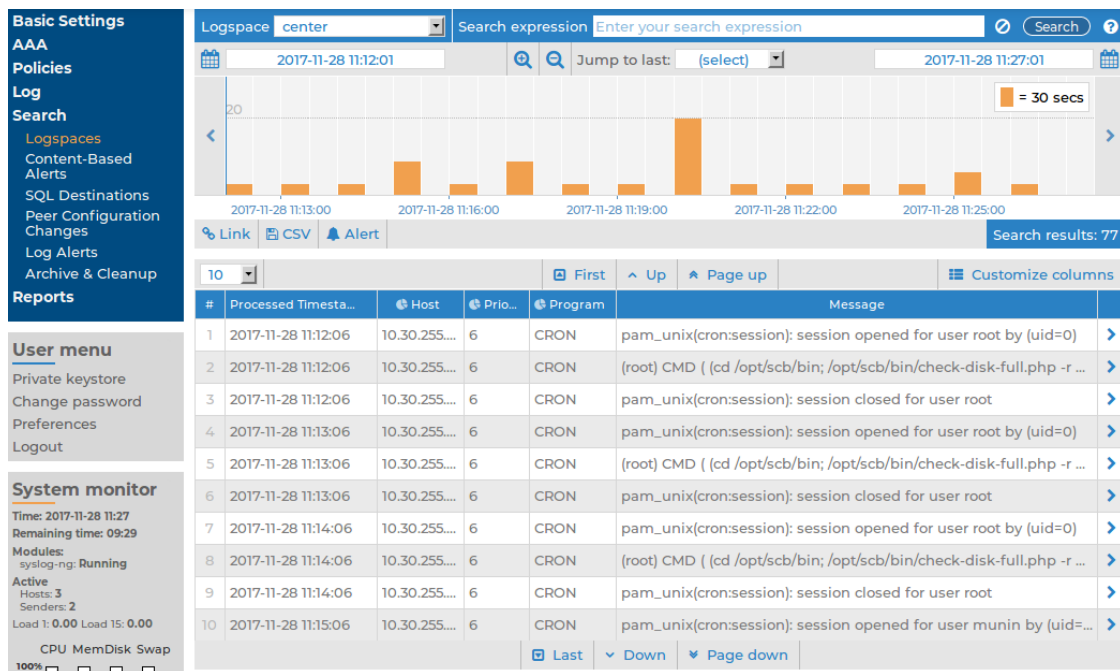 Basic Settings
AAA
Policies
Log
Search
Logspaces
Content-Based
Alerts
SQL Destinations
Peer Configuration
Changes
Log Alerts
Archive & Cleanup
Reports
User menu
Private keystore
Change password
Preferences
Logout
System monitor
Time: 2017-11-28 11:27
Remaining time: 09:29
Modules:
syslog-ng: Running
Active
Hosts: 3
Senders: 2
Load 1: 0.00 Load 15: 0.00
CPU MemDisk Swap
100%
Logspace center Search expression Enter your search expression Search ?
2017-11-28 11:12:01 Jump to last: (select) 2017-11-28 11:27:01
20
= 30 secs
2017-11-28 11:13:00 2017-11-28 11:16:00 2017-11-28 11:19:00 2017-11-28 11:22:00 2017-11-28 11:25:00
Link CSV Alert Search results: 77
10 First Up Page up Customize columns
# Processed Timesta... Host Prio... Program Message
1 2017-11-28 11:12:06 10.30.255.... 6 CRON pam_unix(cron:session): session opened for user root by (uid=0)
2 2017-11-28 11:12:06 10.30.255.... 6 CRON (root) CMD ( (cd /opt/scb/bin; /opt/scb/bin/check-disk-full.php -r ...
3 2017-11-28 11:12:06 10.30.255.... 6 CRON pam_unix(cron:session): session closed for user root
4 2017-11-28 11:13:06 10.30.255.... 6 CRON pam_unix(cron:session): session opened for user root by (uid=0)
5 2017-11-28 11:13:06 10.30.255.... 6 CRON (root) CMD ( (cd /opt/scb/bin; /opt/scb/bin/check-disk-full.php -r ...
6 2017-11-28 11:13:06 10.30.255.... 6 CRON pam_unix(cron:session): session closed for user root
7 2017-11-28 11:14:06 10.30.255.... 6 CRON pam_unix(cron:session): session opened for user root by (uid=0)
8 2017-11-28 11:14:06 10.30.255.... 6 CRON (root) CMD ( (cd /opt/scb/bin; /opt/scb/bin/check-disk-full.php -r ...
9 2017-11-28 11:14:06 10.30.255.... 6 CRON pam_unix(cron:session): session closed for user root
10 2017-11-28 11:15:06 10.30.255.... 6 CRON pam_unix(cron:session): session opened for user munin by (uid=...
Last Down Page down